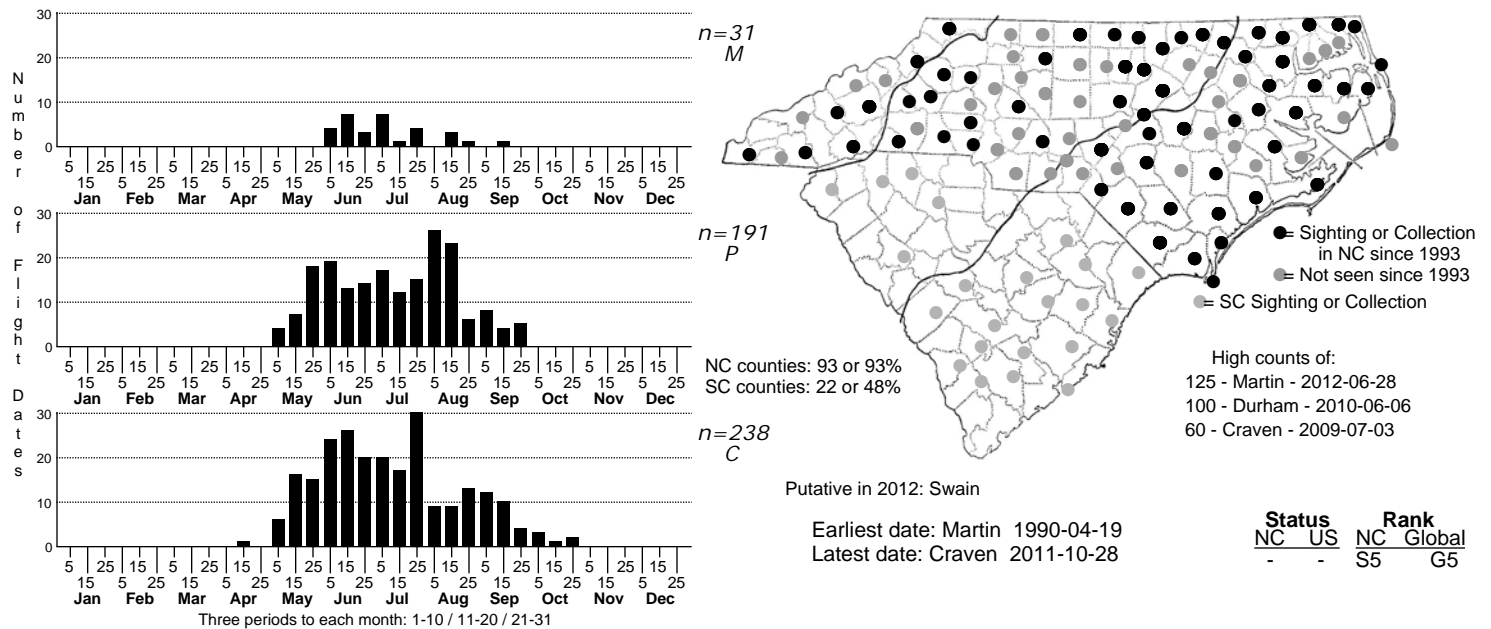 Number of Flight Dates
30
20
10
0
n=31
M
5 15 25 5 15 25 5 15 25 5 15 25 5 15 25 5 15 25 5 15 25 5 15 25 5 15 25 5 15 25 5 15 25 5 15 25
Jan Feb Mar Apr May Jun Jul Aug Sep Oct Nov Dec
30
20
10
0
n=191
P
5 15 25 5 15 25 5 15 25 5 15 25 5 15 25 5 15 25 5 15 25 5 15 25 5 15 25 5 15 25 5 15 25 5 15 25
Jan Feb Mar Apr May Jun Jul Aug Sep Oct Nov Dec
30
20
10
0
n=238
C
5 15 25 5 15 25 5 15 25 5 15 25 5 15 25 5 15 25 5 15 25 5 15 25 5 15 25 5 15 25 5 15 25 5 15 25
Jan Feb Mar Apr May Jun Jul Aug Sep Oct Nov Dec
Three periods to each month: 1-10 / 11-20 / 21-31
= Sighting or Collection
in NC since 1993
= Not seen since 1993
= SC Sighting or Collection
NC counties: 93 or 93%
SC counties: 22 or 48%
High counts of:
125 - Martin - 2012-06-28
100 - Durham - 2010-06-06
60 - Craven - 2009-07-03
Putative in 2012: Swain
Earliest date: Martin 1990-04-19
Latest date: Craven 2011-10-28
Status Rank
NC US NC Global
- - S5 G5